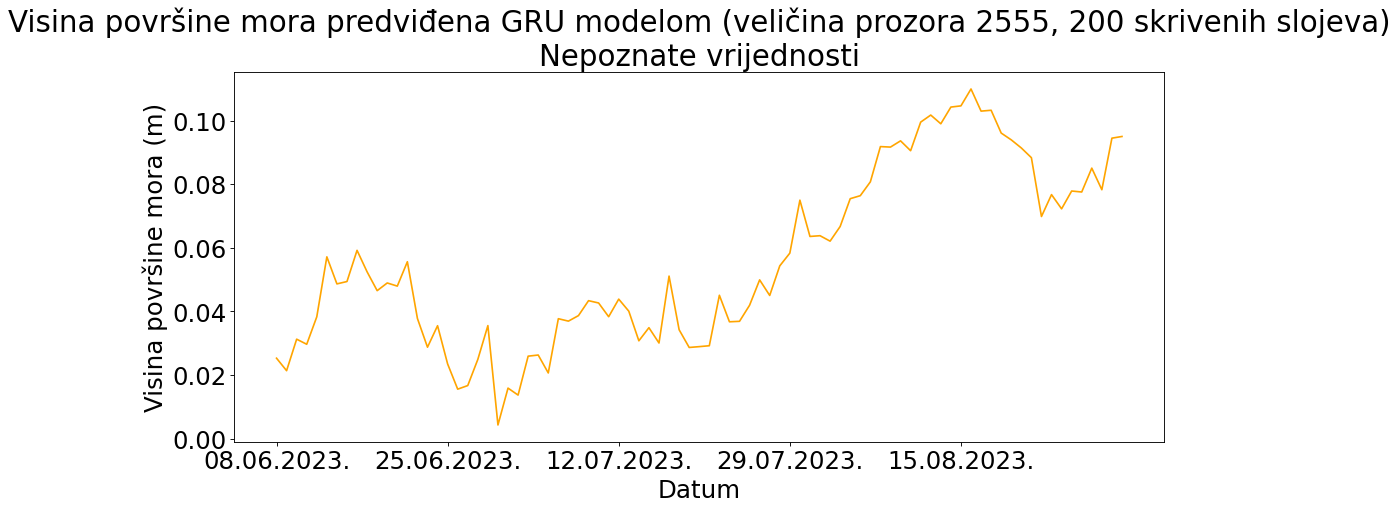 Visina površine mora predviđena GRU modelom (veličina prozora 2555, 200 skrivenih slojeva)
Nepoznate vrijednosti
Visina površine mora (m)
0.10
0.08
0.06
0.04
0.02
0.00
08.06.2023. 25.06.2023. 12.07.2023. 29.07.2023. 15.08.2023.
Datum